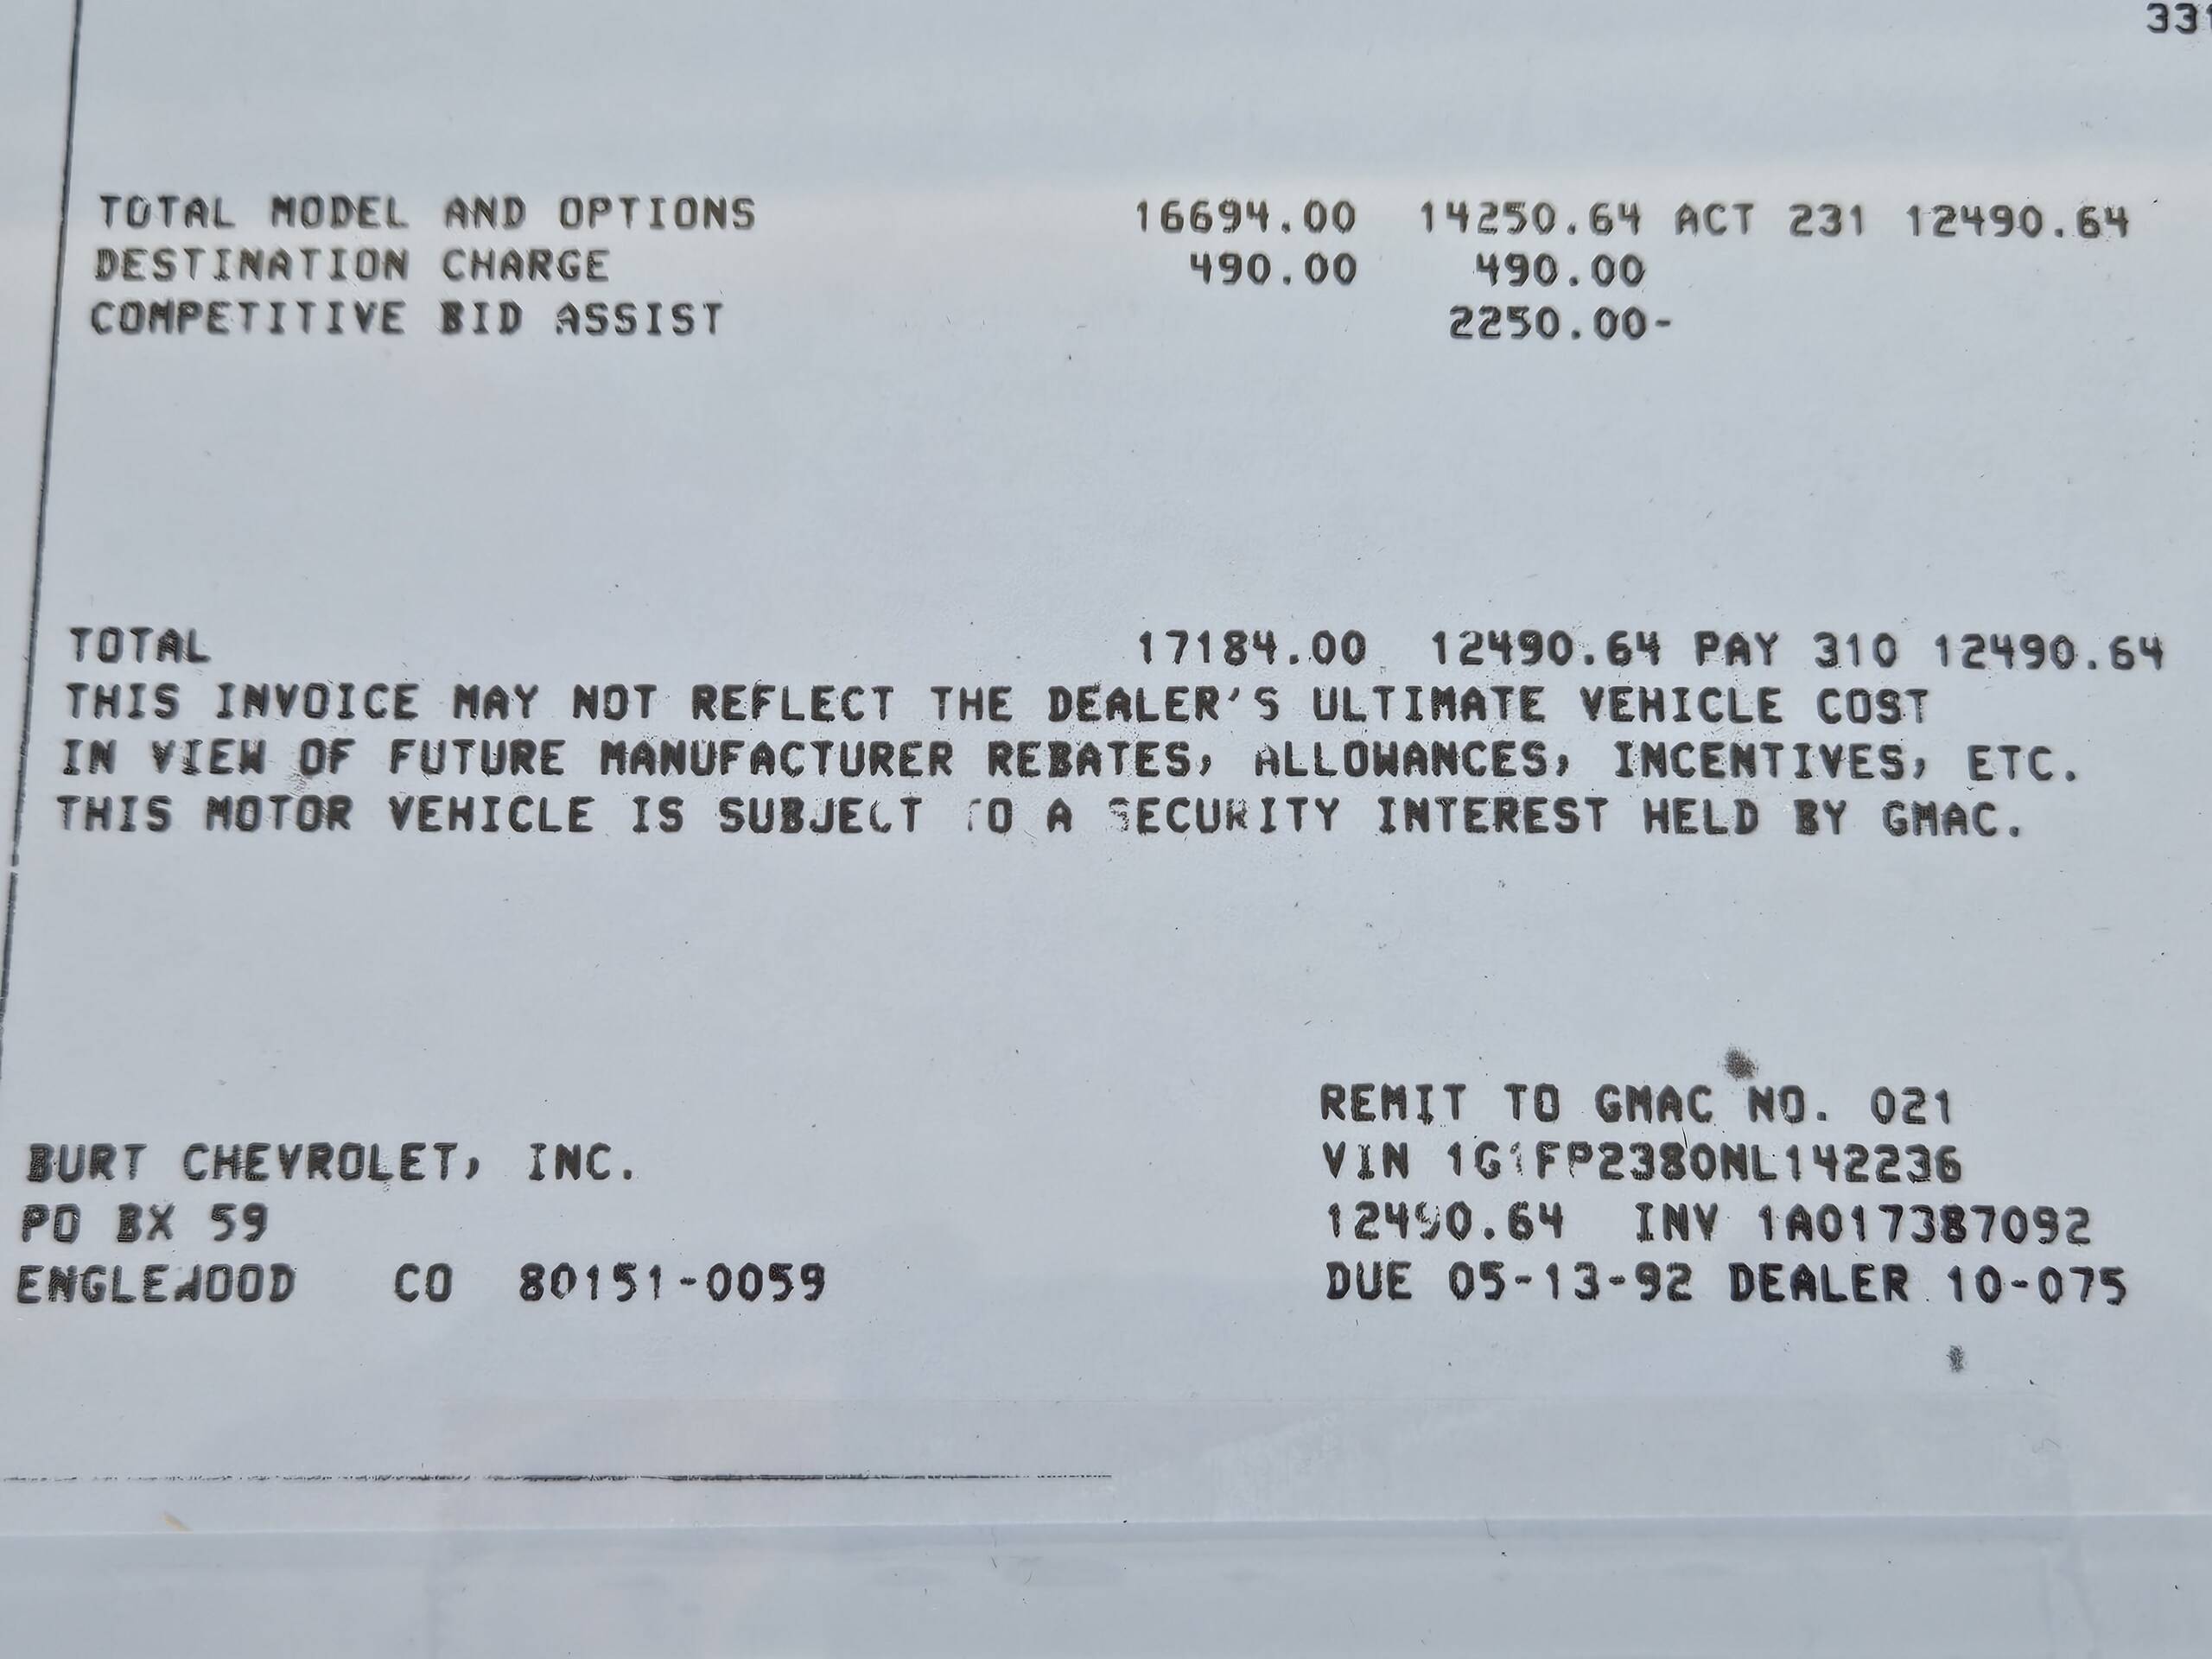 331
TOTAL MODEL AND OPTIONS 16694.00 14250.64 ACT 231 12490.64
DESTINATION CHARGE 490.00 490.00
COMPETITIVE BID ASSIST 2250.00-
TOTAL 17184.00 12490.64 PAY 310 12490.64
THIS INVOICE MAY NOT REFLECT THE DEALER'S ULTIMATE VEHICLE COST
IN VIEW OF FUTURE MANUFACTURER REBATES, ALLOWANCES, INCENTIVES, ETC.
THIS MOTOR VEHICLE IS SUBJECT TO A SECURITY INTEREST HELD BY GMAC.
REMIT TO GMAC NO. 021
BURT CHEVROLET, INC. VIN 1G1FP2380NL142236
PO BX 59 12490.64 INV 1A017387092
ENGLEWOOD CO 80151-0059 DUE 05-13-92 DEALER 10-075